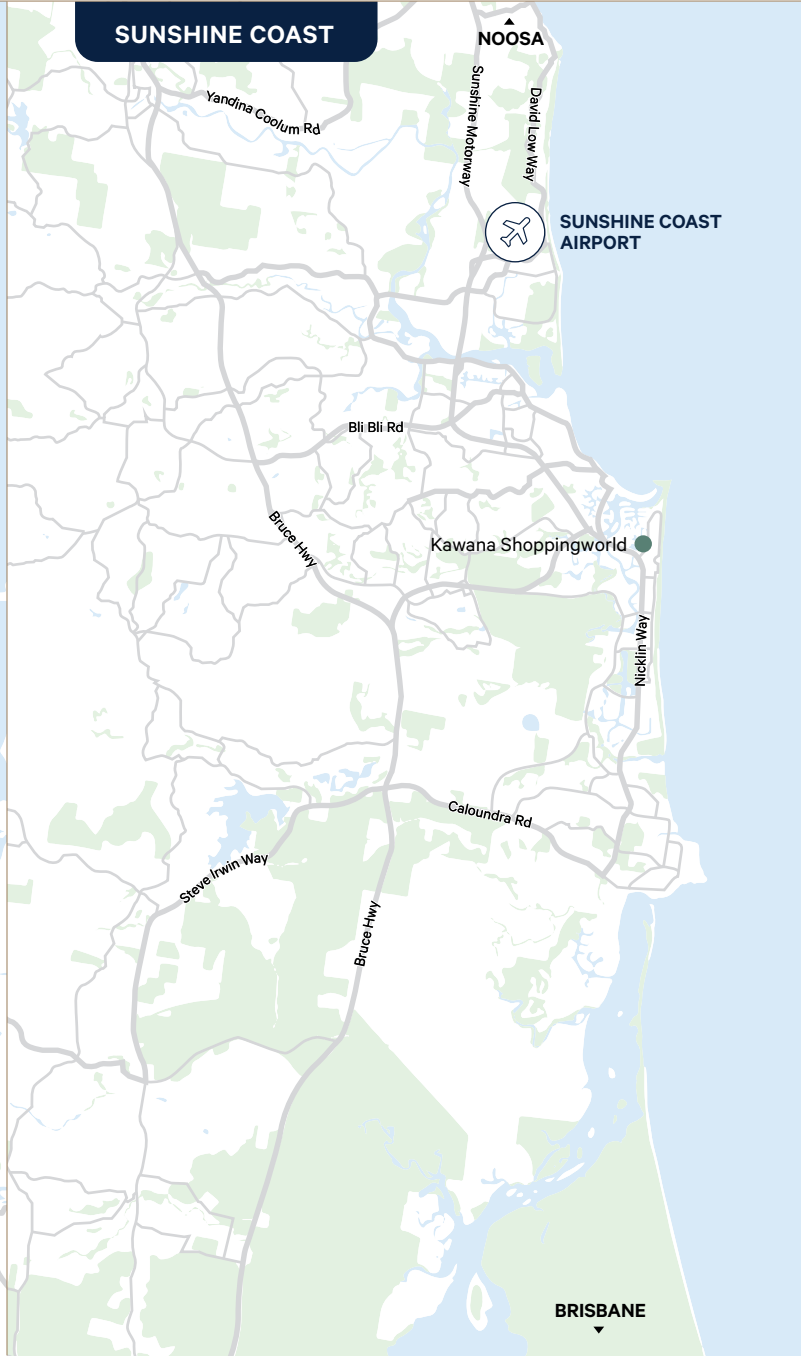 SUNSHINE COAST
NOOSA
Yandina Coolum Rd
Sunshine Motorway
David Low Way
SUNSHINE COAST
AIRPORT
Bli Bli Rd
Bruce Hwy
Kawana Shoppingworld
Nicklin Way
Caloundra Rd
Steve Irwin Way
Bruce Hwy
BRISBANE